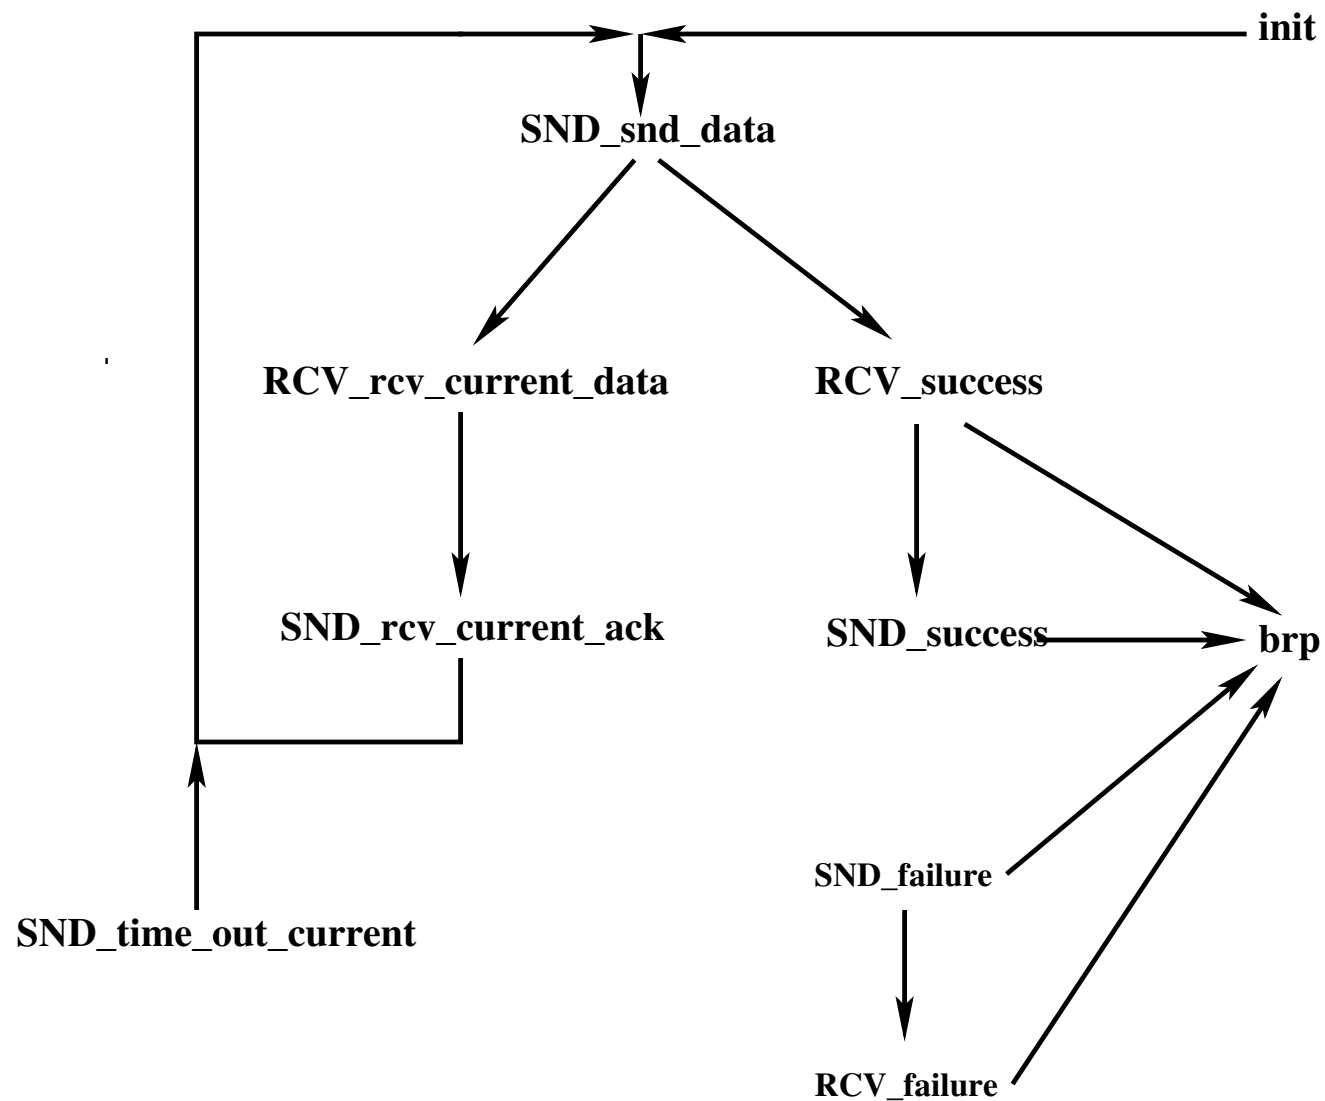 init
SND_snd_data
RCV_rcv_current_data
RCV_success
SND_rcv_current_ack
SND_success
brp
SND_failure
SND_time_out_current
RCV_failure